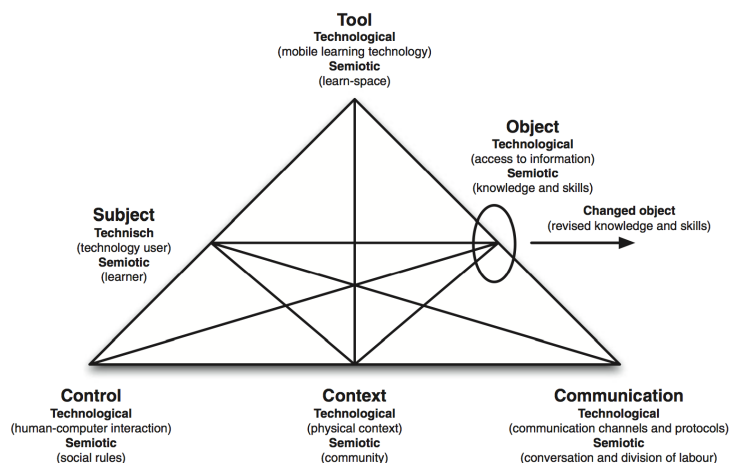 Tool
Technological
(mobile learning technology)
Semiotic
(learn-space)
Object
Technological
(access to information)
Semiotic
(knowledge and skills)
Changed object
(revised knowledge and skills)
Subject
Technisch
(technology user)
Semiotic
(learner)
Control
Technological
(human-computer interaction)
Semiotic
(social rules)
Context
Technological
(physical context)
Semiotic
(community)
Communication
Technological
(communication channels and protocols)
Semiotic
(conversation and division of labour)